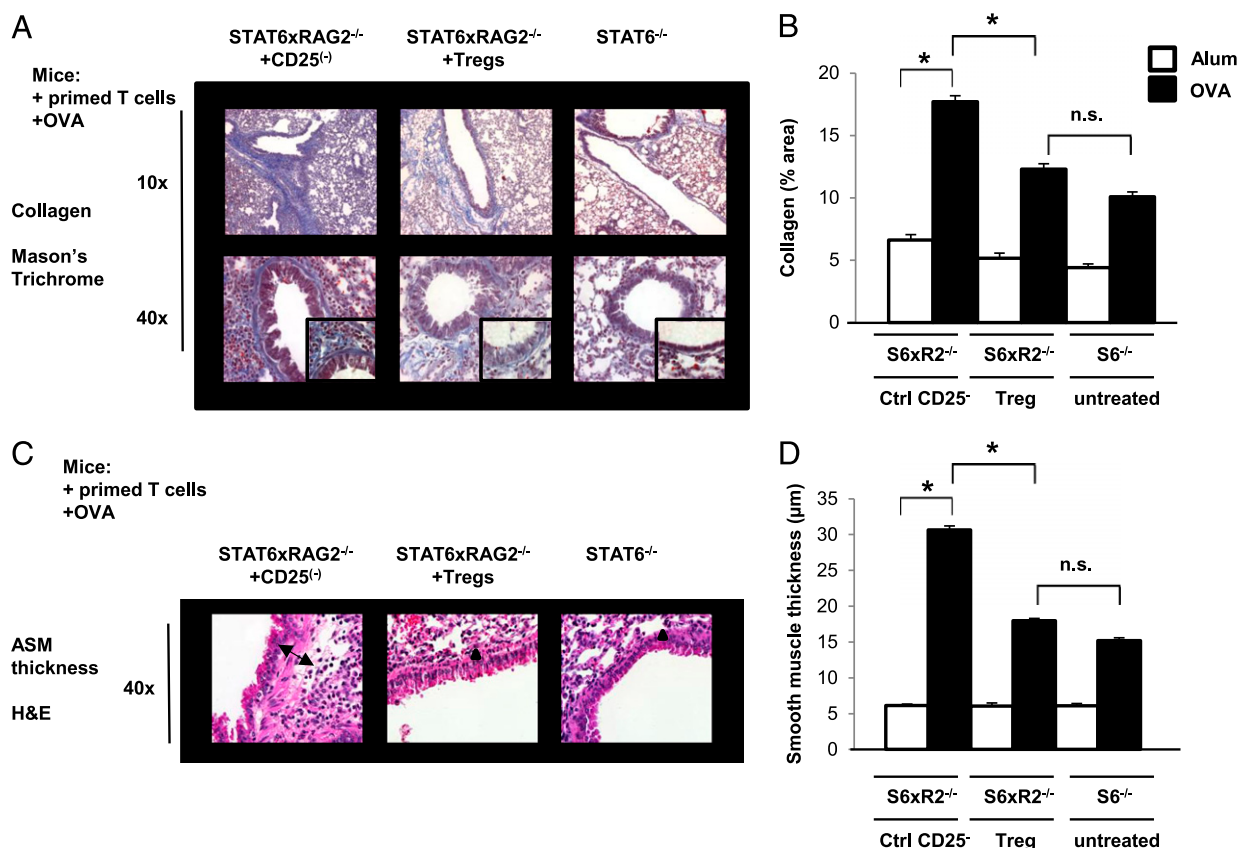 A
STAT6xRAG2-/-
+CD25(-)
STAT6xRAG2-/-
+Tregs
STAT6-/-
Mice:
+ primed T cells
+OVA
10x
Collagen
Mason's
Trichrome
40x
B
*
*
n.s.
Alum
OVA
Collagen (% area)
20
15
10
5
0
S6xR2-/-
S6xR2-/-
S6-/-
Ctrl CD25-
Treg
untreated
C
Mice:
+ primed T cells
+OVA
STAT6xRAG2-/-
+CD25(-)
STAT6xRAG2-/-
+Tregs
STAT6-/-
ASM
thickness
40x
H&E
D
*
*
n.s.
Smooth muscle thickness (µm)
35
30
25
20
15
10
5
0
S6xR2-/-
S6xR2-/-
S6-/-
Ctrl CD25-
Treg
untreated